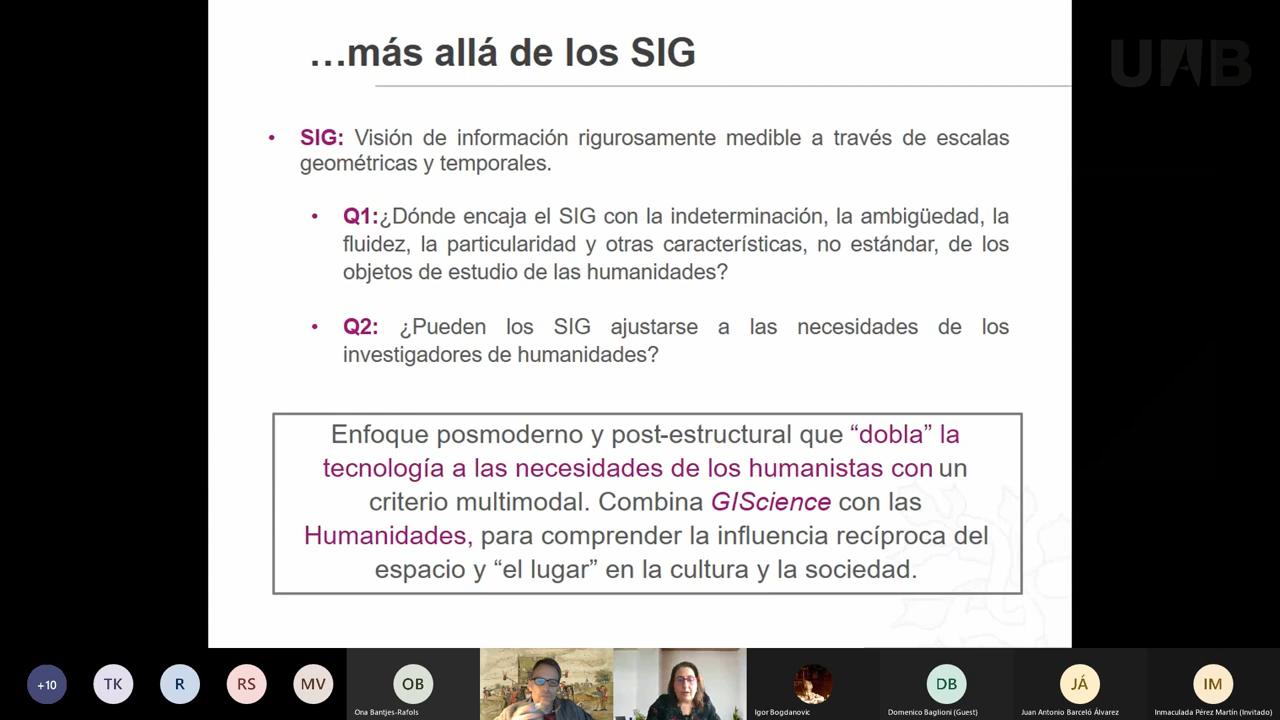 …más allá de los SIG
UAB
• SIG: Visión de información rigurosamente medible a través de escalas
geométricas y temporales.
• Q1:¿Dónde encaja el SIG con la indeterminación, la ambigüedad, la
fluidez, la particularidad y otras características, no estándar, de los
objetos de estudio de las humanidades?
• Q2: ¿Pueden los SIG ajustarse a las necesidades de los
investigadores de humanidades?
Enfoque posmoderno y post-estructural que “dobla” la
tecnología a las necesidades de los humanistas con un
criterio multimodal. Combina GIScience con las
Humanidades, para comprender la influencia recíproca del
espacio y “el lugar” en la cultura y la sociedad.
+10
TK
R
RS
MV
OB
Ona Bantjes-Rafols
Igor Bogdanovic
DB
Domenico Baglioni (Guest)
JÁ
Juan Antonio Barceló Álvarez
IM
Inmaculada Pérez Martín (Invitado)